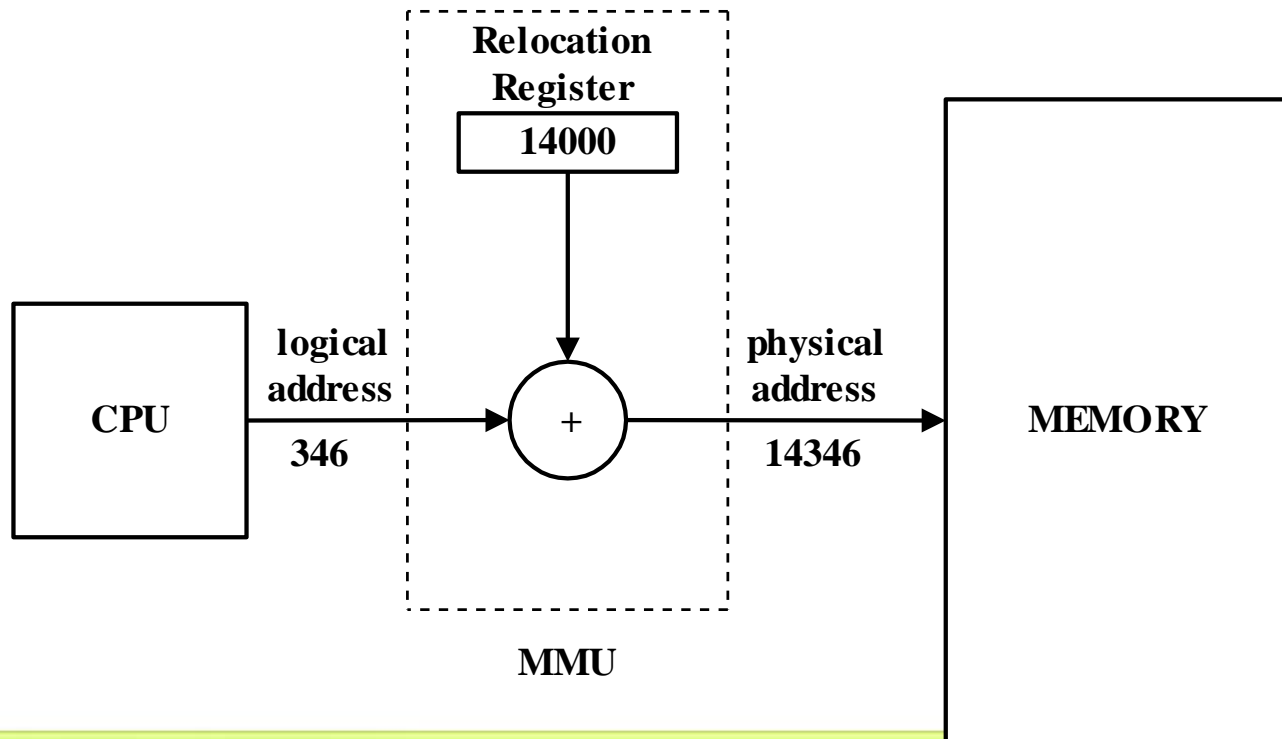 Relocation
Register
14000
logical
address
346
CPU
+
physical
address
14346
MEMORY
MMU